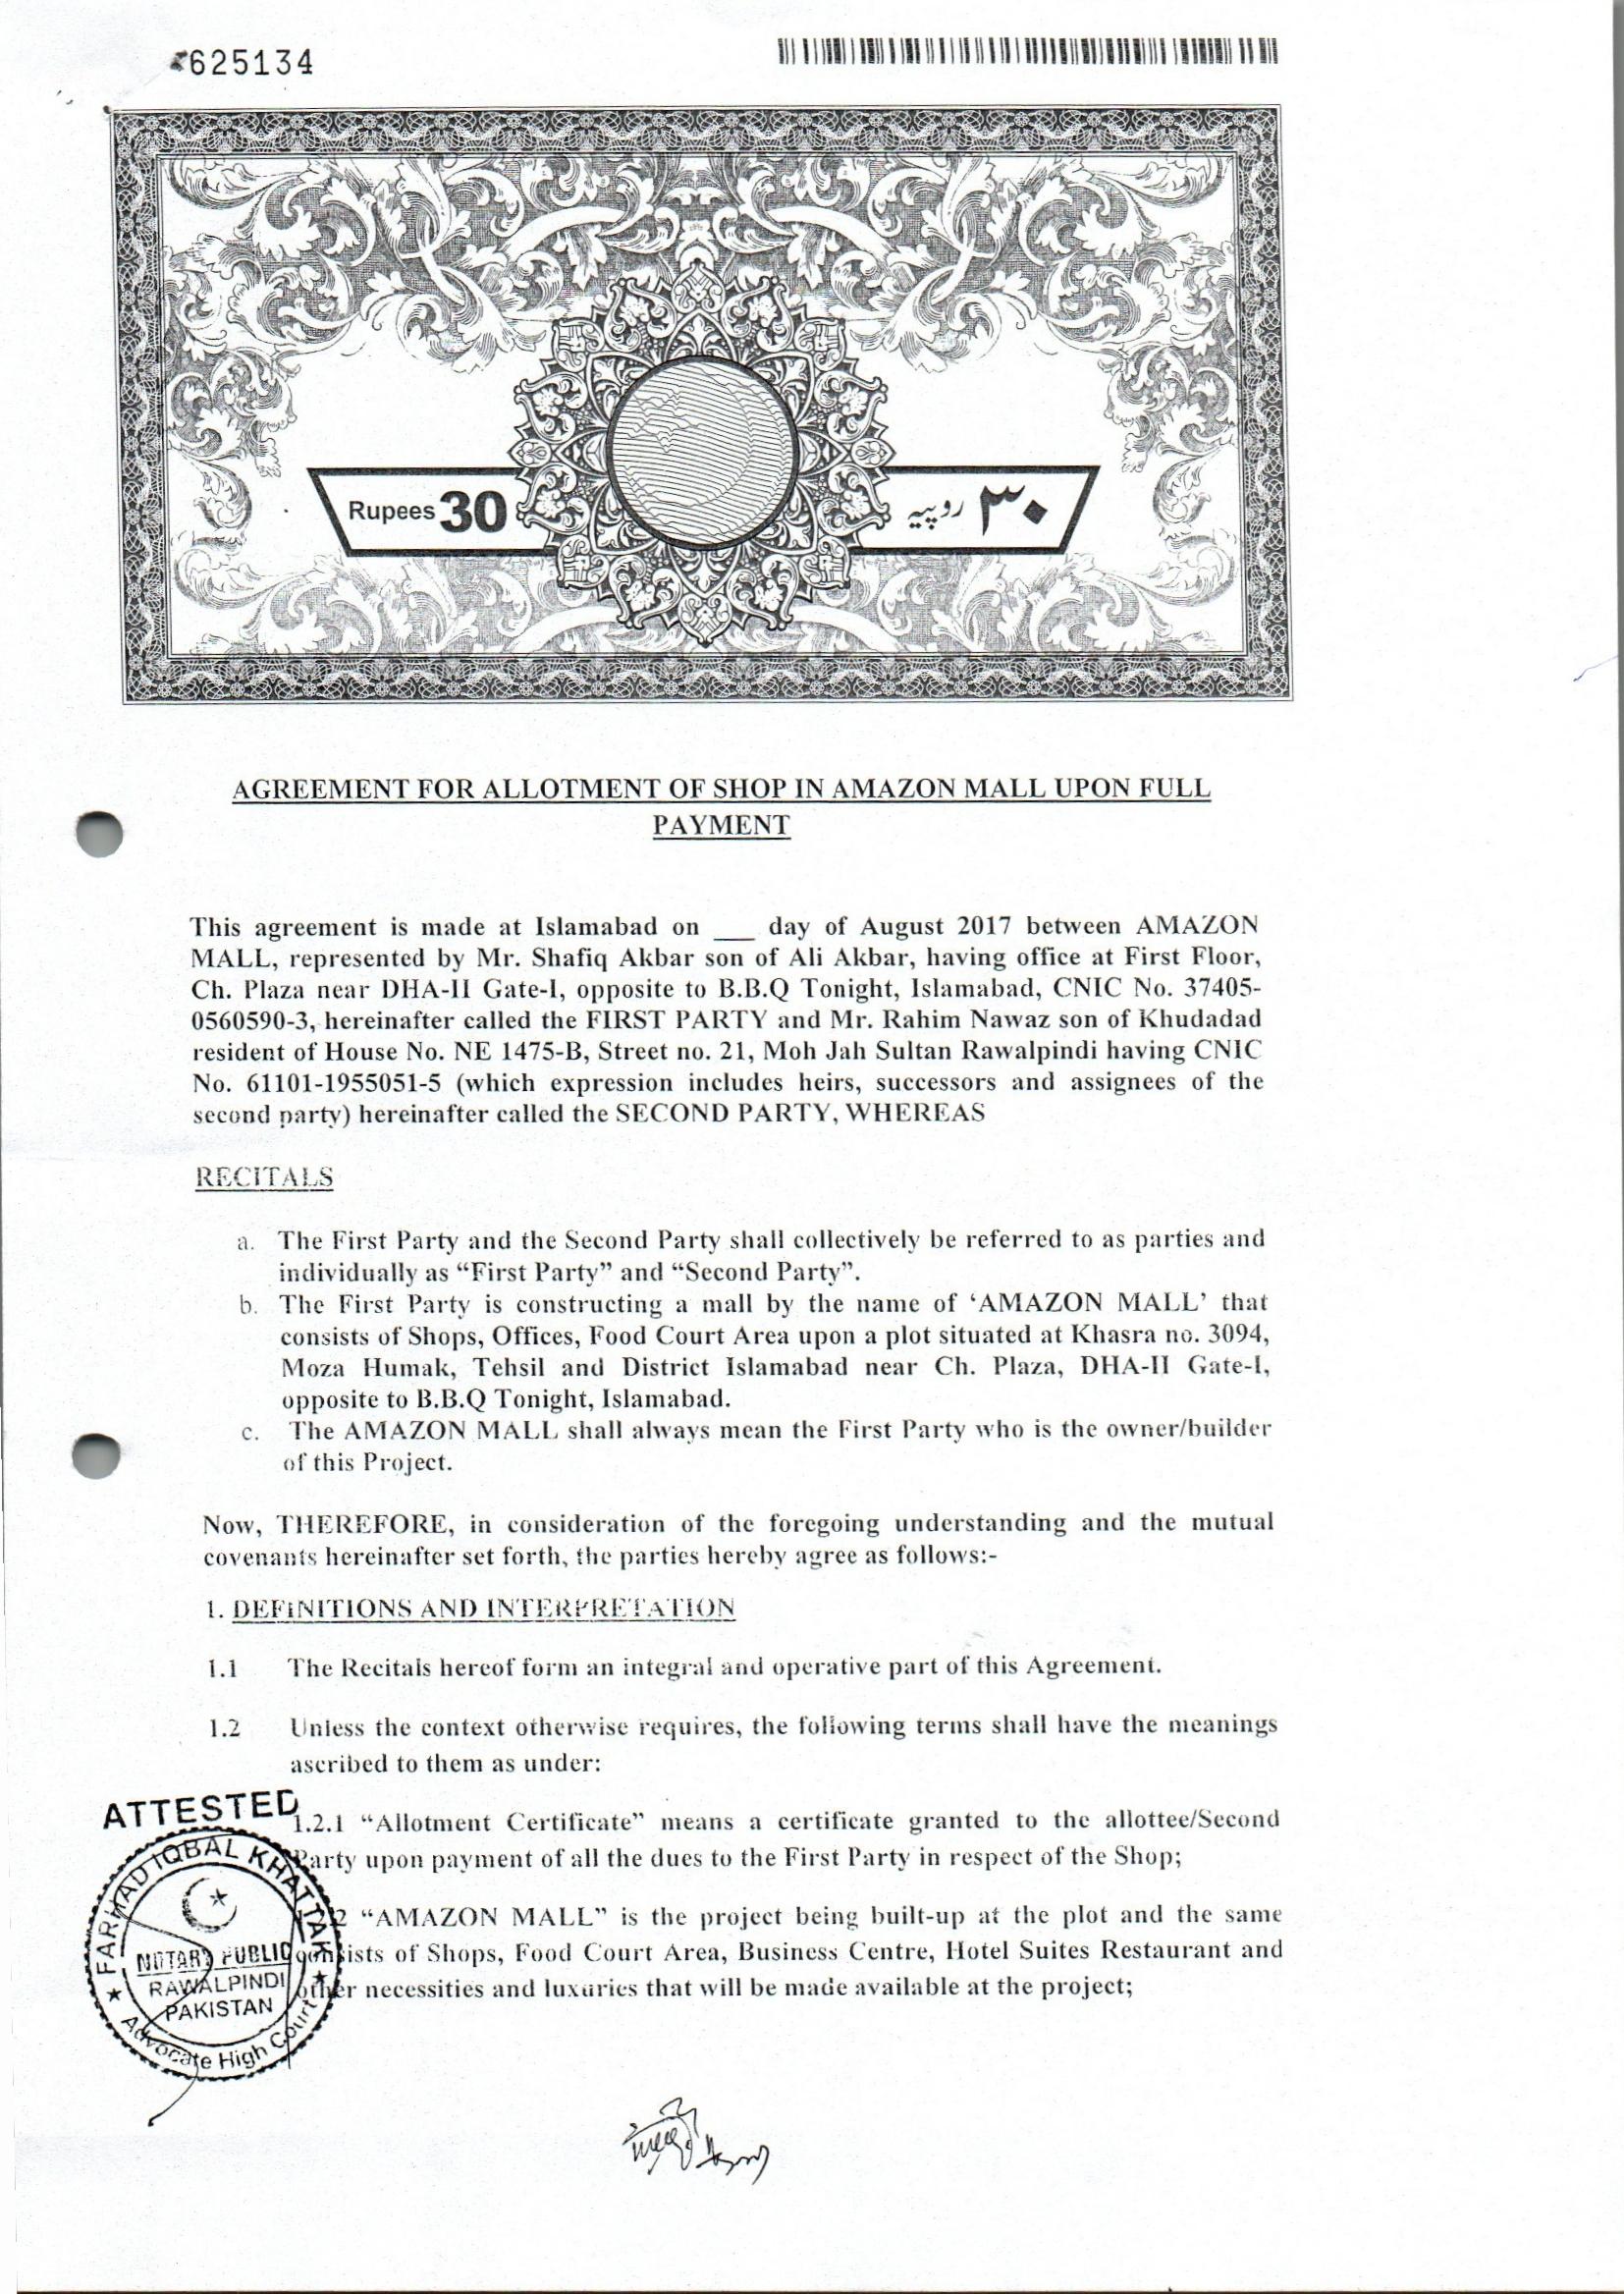 625134
Rupees 30
۳۰ روپیہ
AGREEMENT FOR ALLOTMENT OF SHOP IN AMAZON MALL UPON FULL
PAYMENT
This agreement is made at Islamabad on ___ day of August 2017 between AMAZON
MALL, represented by Mr. Shafiq Akbar son of Ali Akbar, having office at First Floor,
Ch. Plaza near DHA-II Gate-I, opposite to B.B.Q Tonight, Islamabad, CNIC No. 37405-
0560590-3, hereinafter called the FIRST PARTY and Mr. Rahim Nawaz son of Khudadad
resident of House No. NE 1475-B, Street no. 21, Moh Jah Sultan Rawalpindi having CNIC
No. 61101-1955051-5 (which expression includes heirs, successors and assignees of the
second party) hereinafter called the SECOND PARTY, WHEREAS
RECITALS
a. The First Party and the Second Party shall collectively be referred to as parties and
individually as “First Party” and “Second Party”.
b. The First Party is constructing a mall by the name of ‘AMAZON MALL’ that
consists of Shops, Offices, Food Court Area upon a plot situated at Khasra no. 3094,
Moza Humak, Tehsil and District Islamabad near Ch. Plaza, DHA-II Gate-I,
opposite to B.B.Q Tonight, Islamabad.
c. The AMAZON MALL shall always mean the First Party who is the owner/builder
of this Project.
Now, THEREFORE, in consideration of the foregoing understanding and the mutual
covenants hereinafter set forth, the parties hereby agree as follows:-
1. DEFINITIONS AND INTERPRETATION
1.1 The Recitals hereof form an integral and operative part of this Agreement.
1.2 Unless the context otherwise requires, the following terms shall have the meanings
ascribed to them as under:
ATTESTED
1.2.1 “Allotment Certificate” means a certificate granted to the allottee/Second
Party upon payment of all the dues to the First Party in respect of the Shop;
2 “AMAZON MALL” is the project being built-up at the plot and the same
consists of Shops, Food Court Area, Business Centre, Hotel Suites Restaurant and
other necessities and luxuries that will be made available at the project;
FARHAD IQBAL KHATTAK
NOTARY PUBLIC
RAWALPINDI
PAKISTAN
Advocate High Court